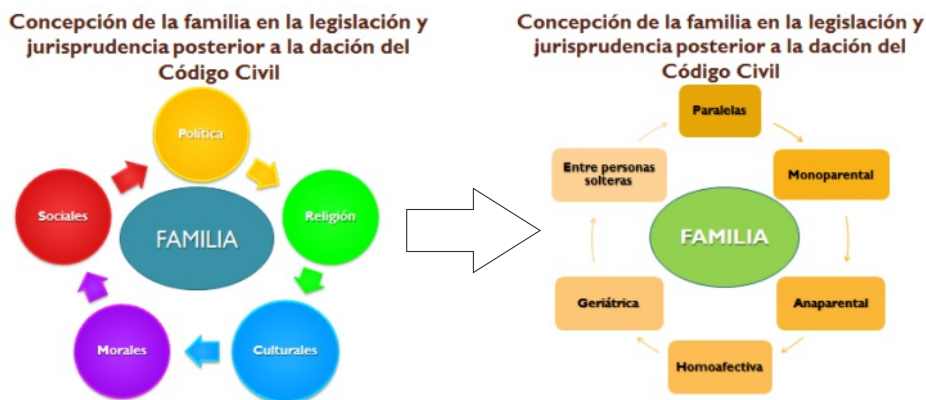 Concepción de la familia en la legislación y
jurisprudencia posterior a la dación del
Código Civil
Política
Religión
Culturales
Morales
Sociales
FAMILIA
Concepción de la familia en la legislación y
jurisprudencia posterior a la dación del
Código Civil
Paralelas
Monoparental
Anaparental
Homoafectiva
Geriátrica
Entre personas
solteras
FAMILIA